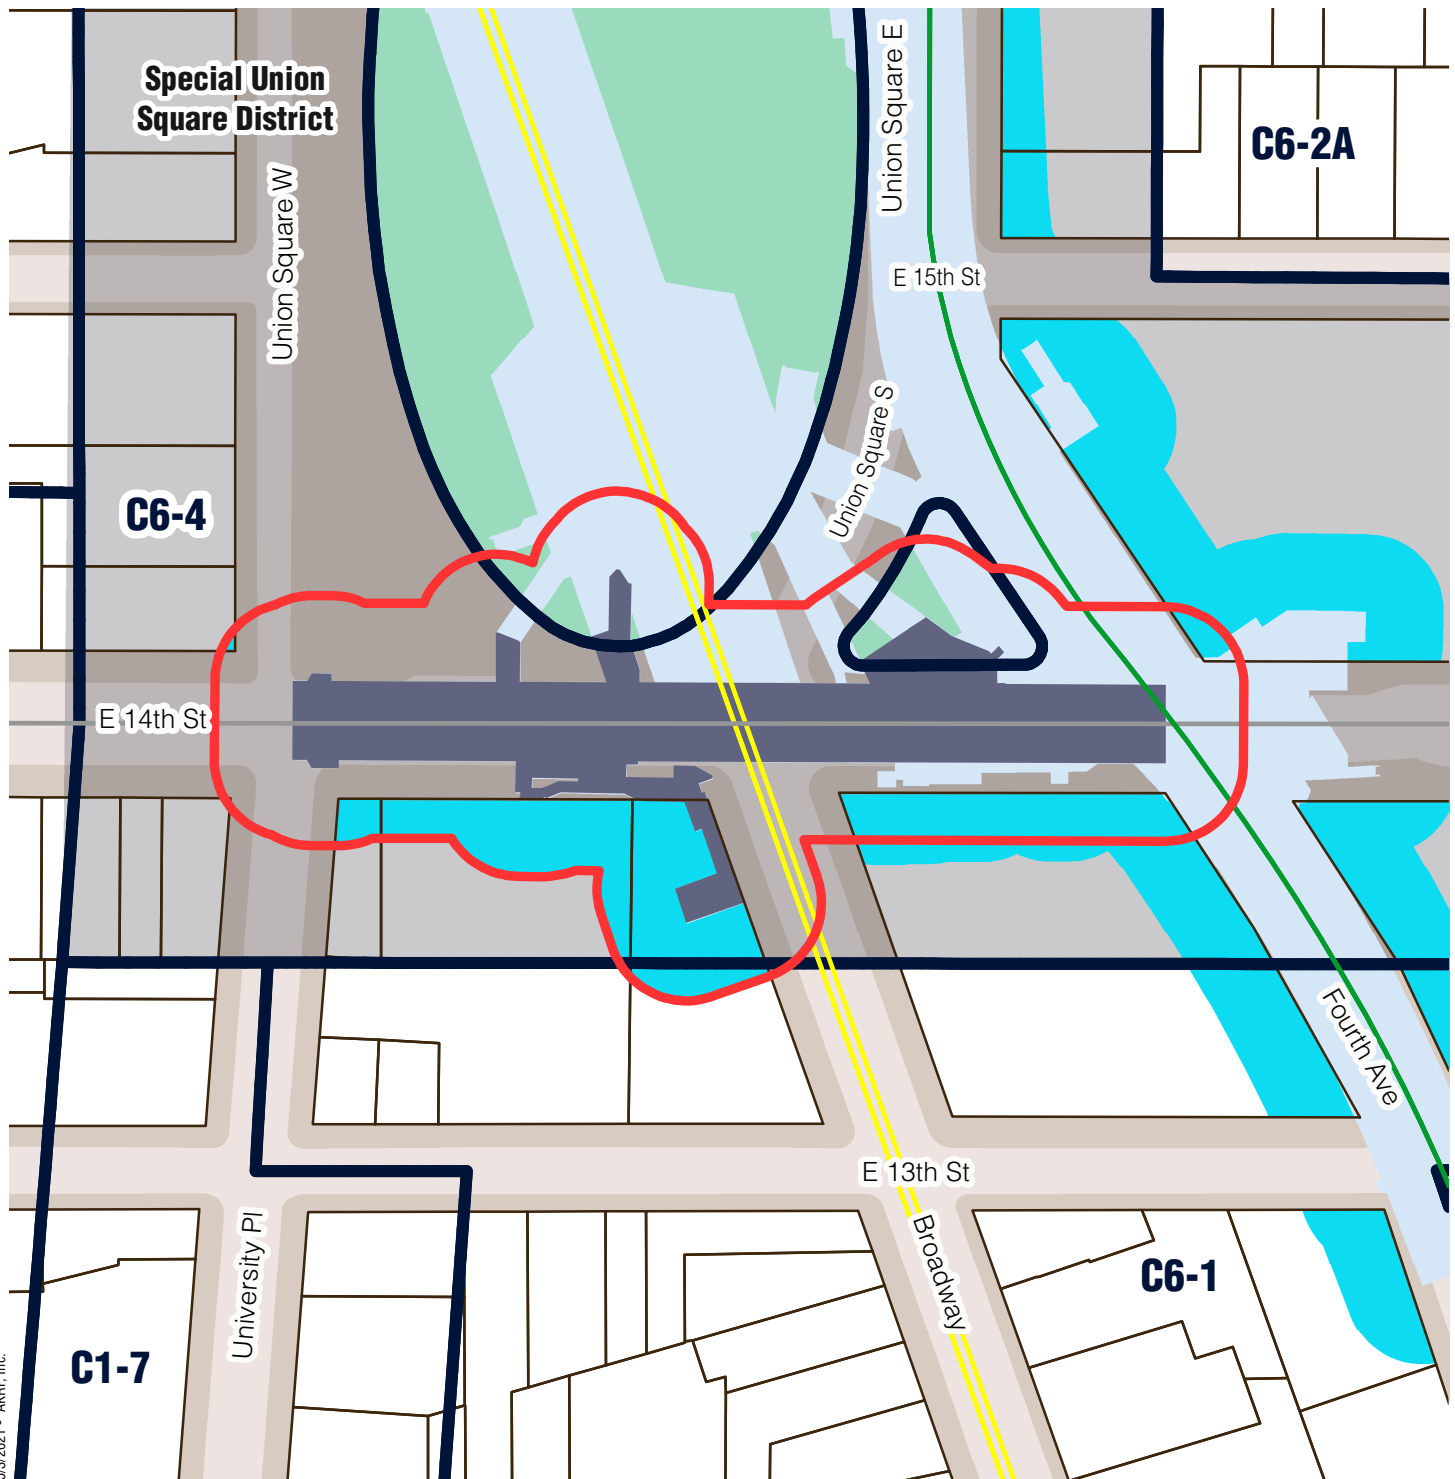 Special Union
Square District
Union Square E
C6-2A
Union Square W
E 15th St
Union Square S
C6-4
E 14th St
Fourth Ave
E 13th St
University Pl
Broadway
C6-1
C1-7